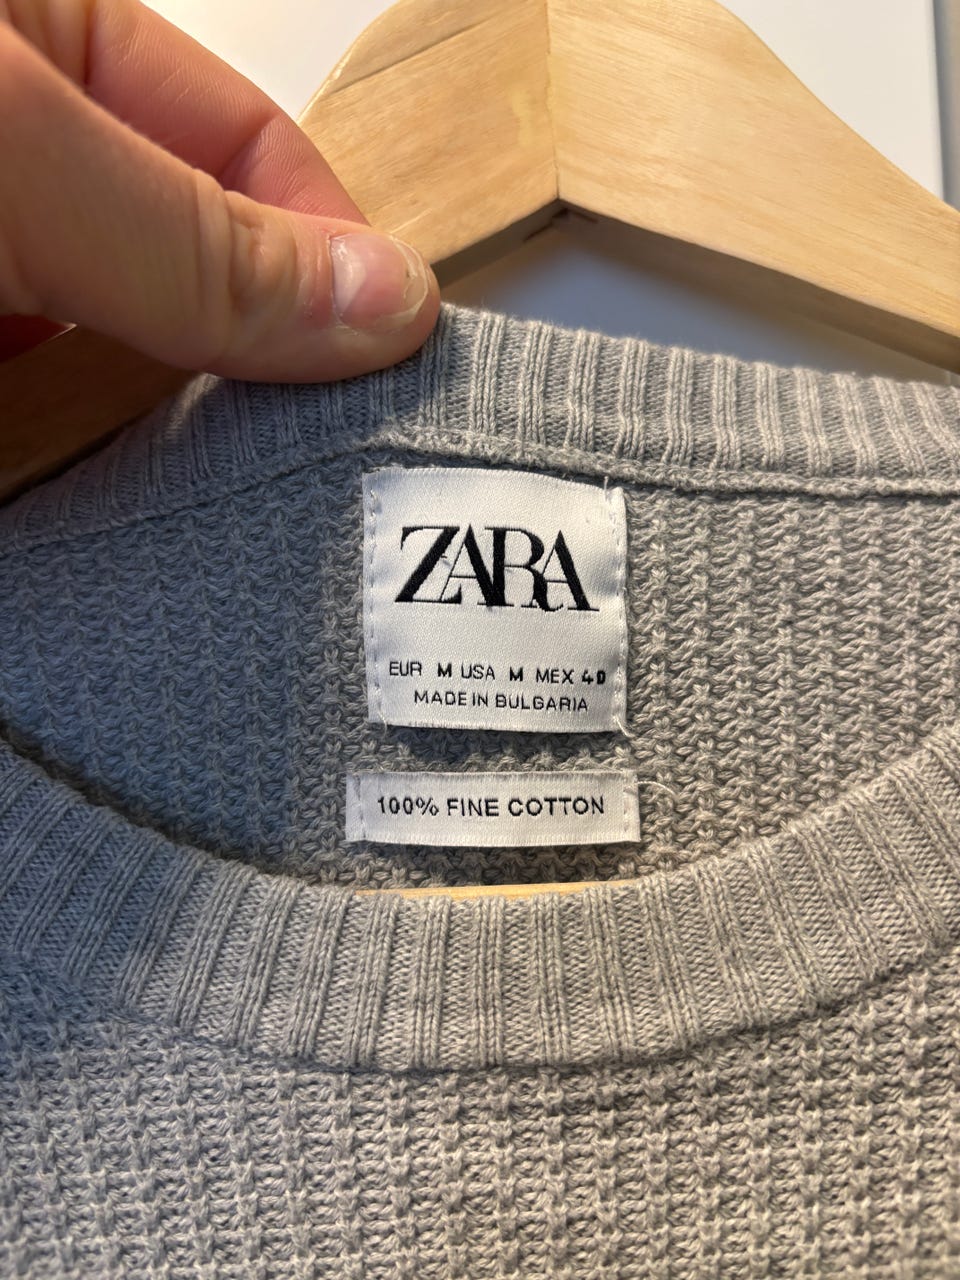 ZARA
EUR M USA M MEX 40
MADE IN BULGARIA
100% FINE COTTON